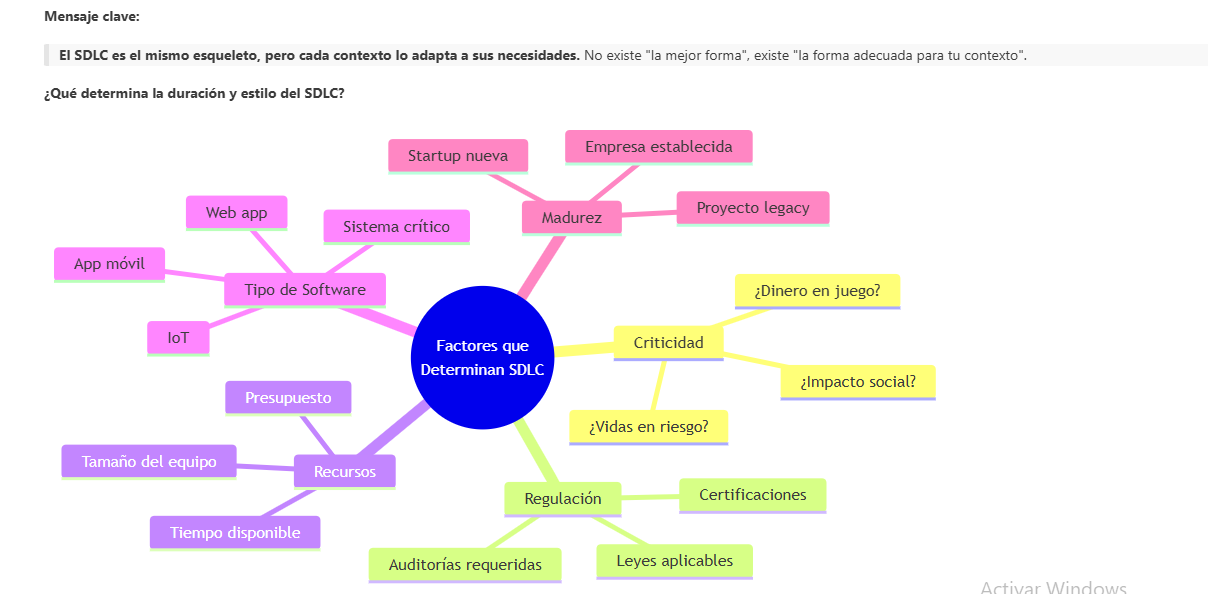 Mensaje clave:
El SDLC es el mismo esqueleto, pero cada contexto lo adapta a sus necesidades. No existe "la mejor forma", existe "la forma adecuada para tu contexto".
¿Qué determina la duración y estilo del SDLC?
Startup nueva
Empresa establecida
Madurez
Proyecto legacy
Web app
Sistema crítico
App móvil
Tipo de Software
IoT
Factores que
Determinan SDLC
¿Dinero en juego?
Criticidad
¿Impacto social?
¿Vidas en riesgo?
Presupuesto
Tamaño del equipo
Recursos
Tiempo disponible
Regulación
Certificaciones
Auditorías requeridas
Leyes aplicables
Activar Windows